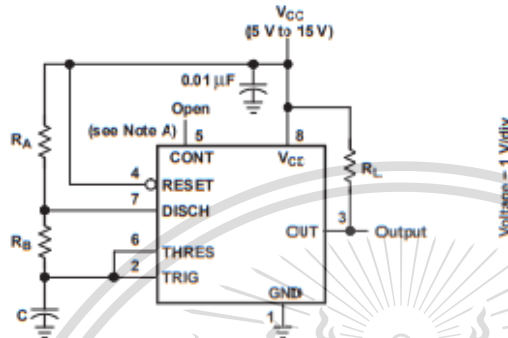 VCC
(5 V to 15 V)
0.01 µF
Open
(see Note A)
5
8
RA
CONT
VCC
RL
4
RESET
7
DISCH
RB
3
OUT
Output
6
THRES
2
TRIG
GND
C
1
Voltage – 1 V/div